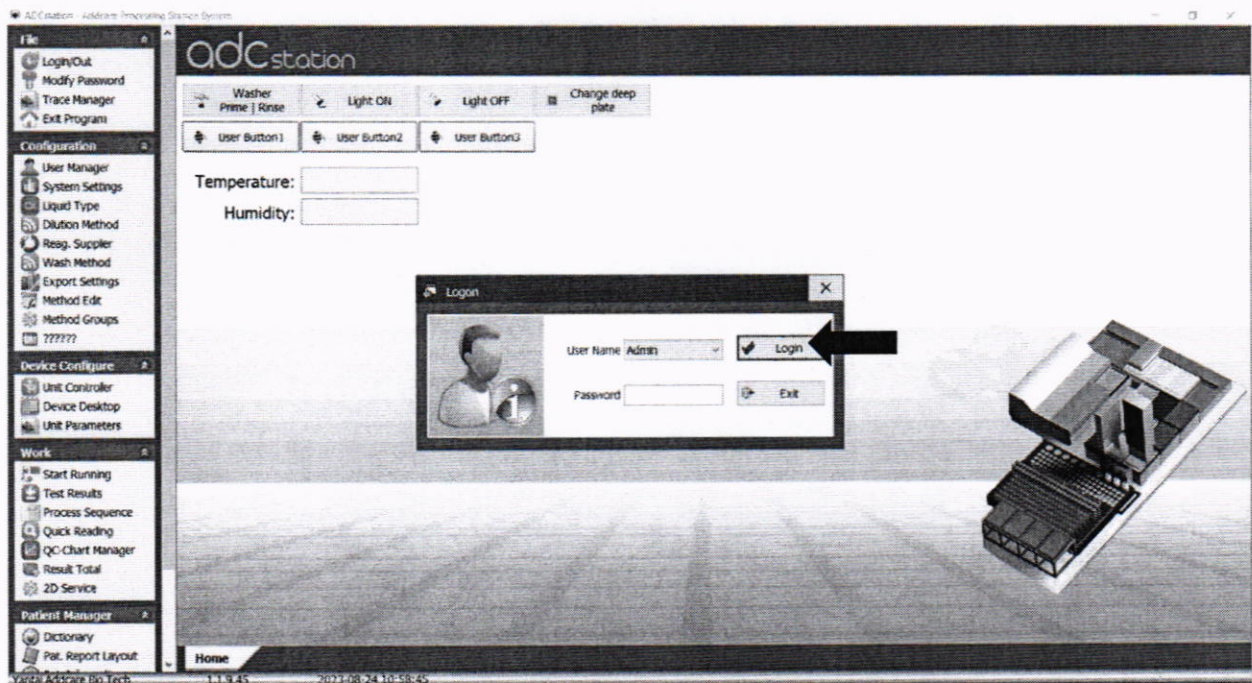 ADCstation - Addcare Processing Station System
File
Login/Out
Modify Password
Trace Manager
Exit Program
Configuration
User Manager
System Settings
Liquid Type
Dilution Method
Reag. Supplier
Wash Method
Export Settings
Method Edit
Method Groups
??????
Device Configure
Unit Controler
Device Desktop
Unit Parameters
Work
Start Running
Test Results
Process Sequence
Quick Reading
QC-Chart Manager
Result Total
2D Service
Patient Manager
Dictionary
Pat. Report Layout
adcstation
Washer
Prime | Rinse
Light ON
Light OFF
Change deep
plate
User Button1
User Button2
User Button3
Temperature:
Humidity:
Logon
User Name Admin
Login
Password
Exit
Home
Yantai Addcare Bio Tech 1.1.9.45 2023-08-24 10:58:45